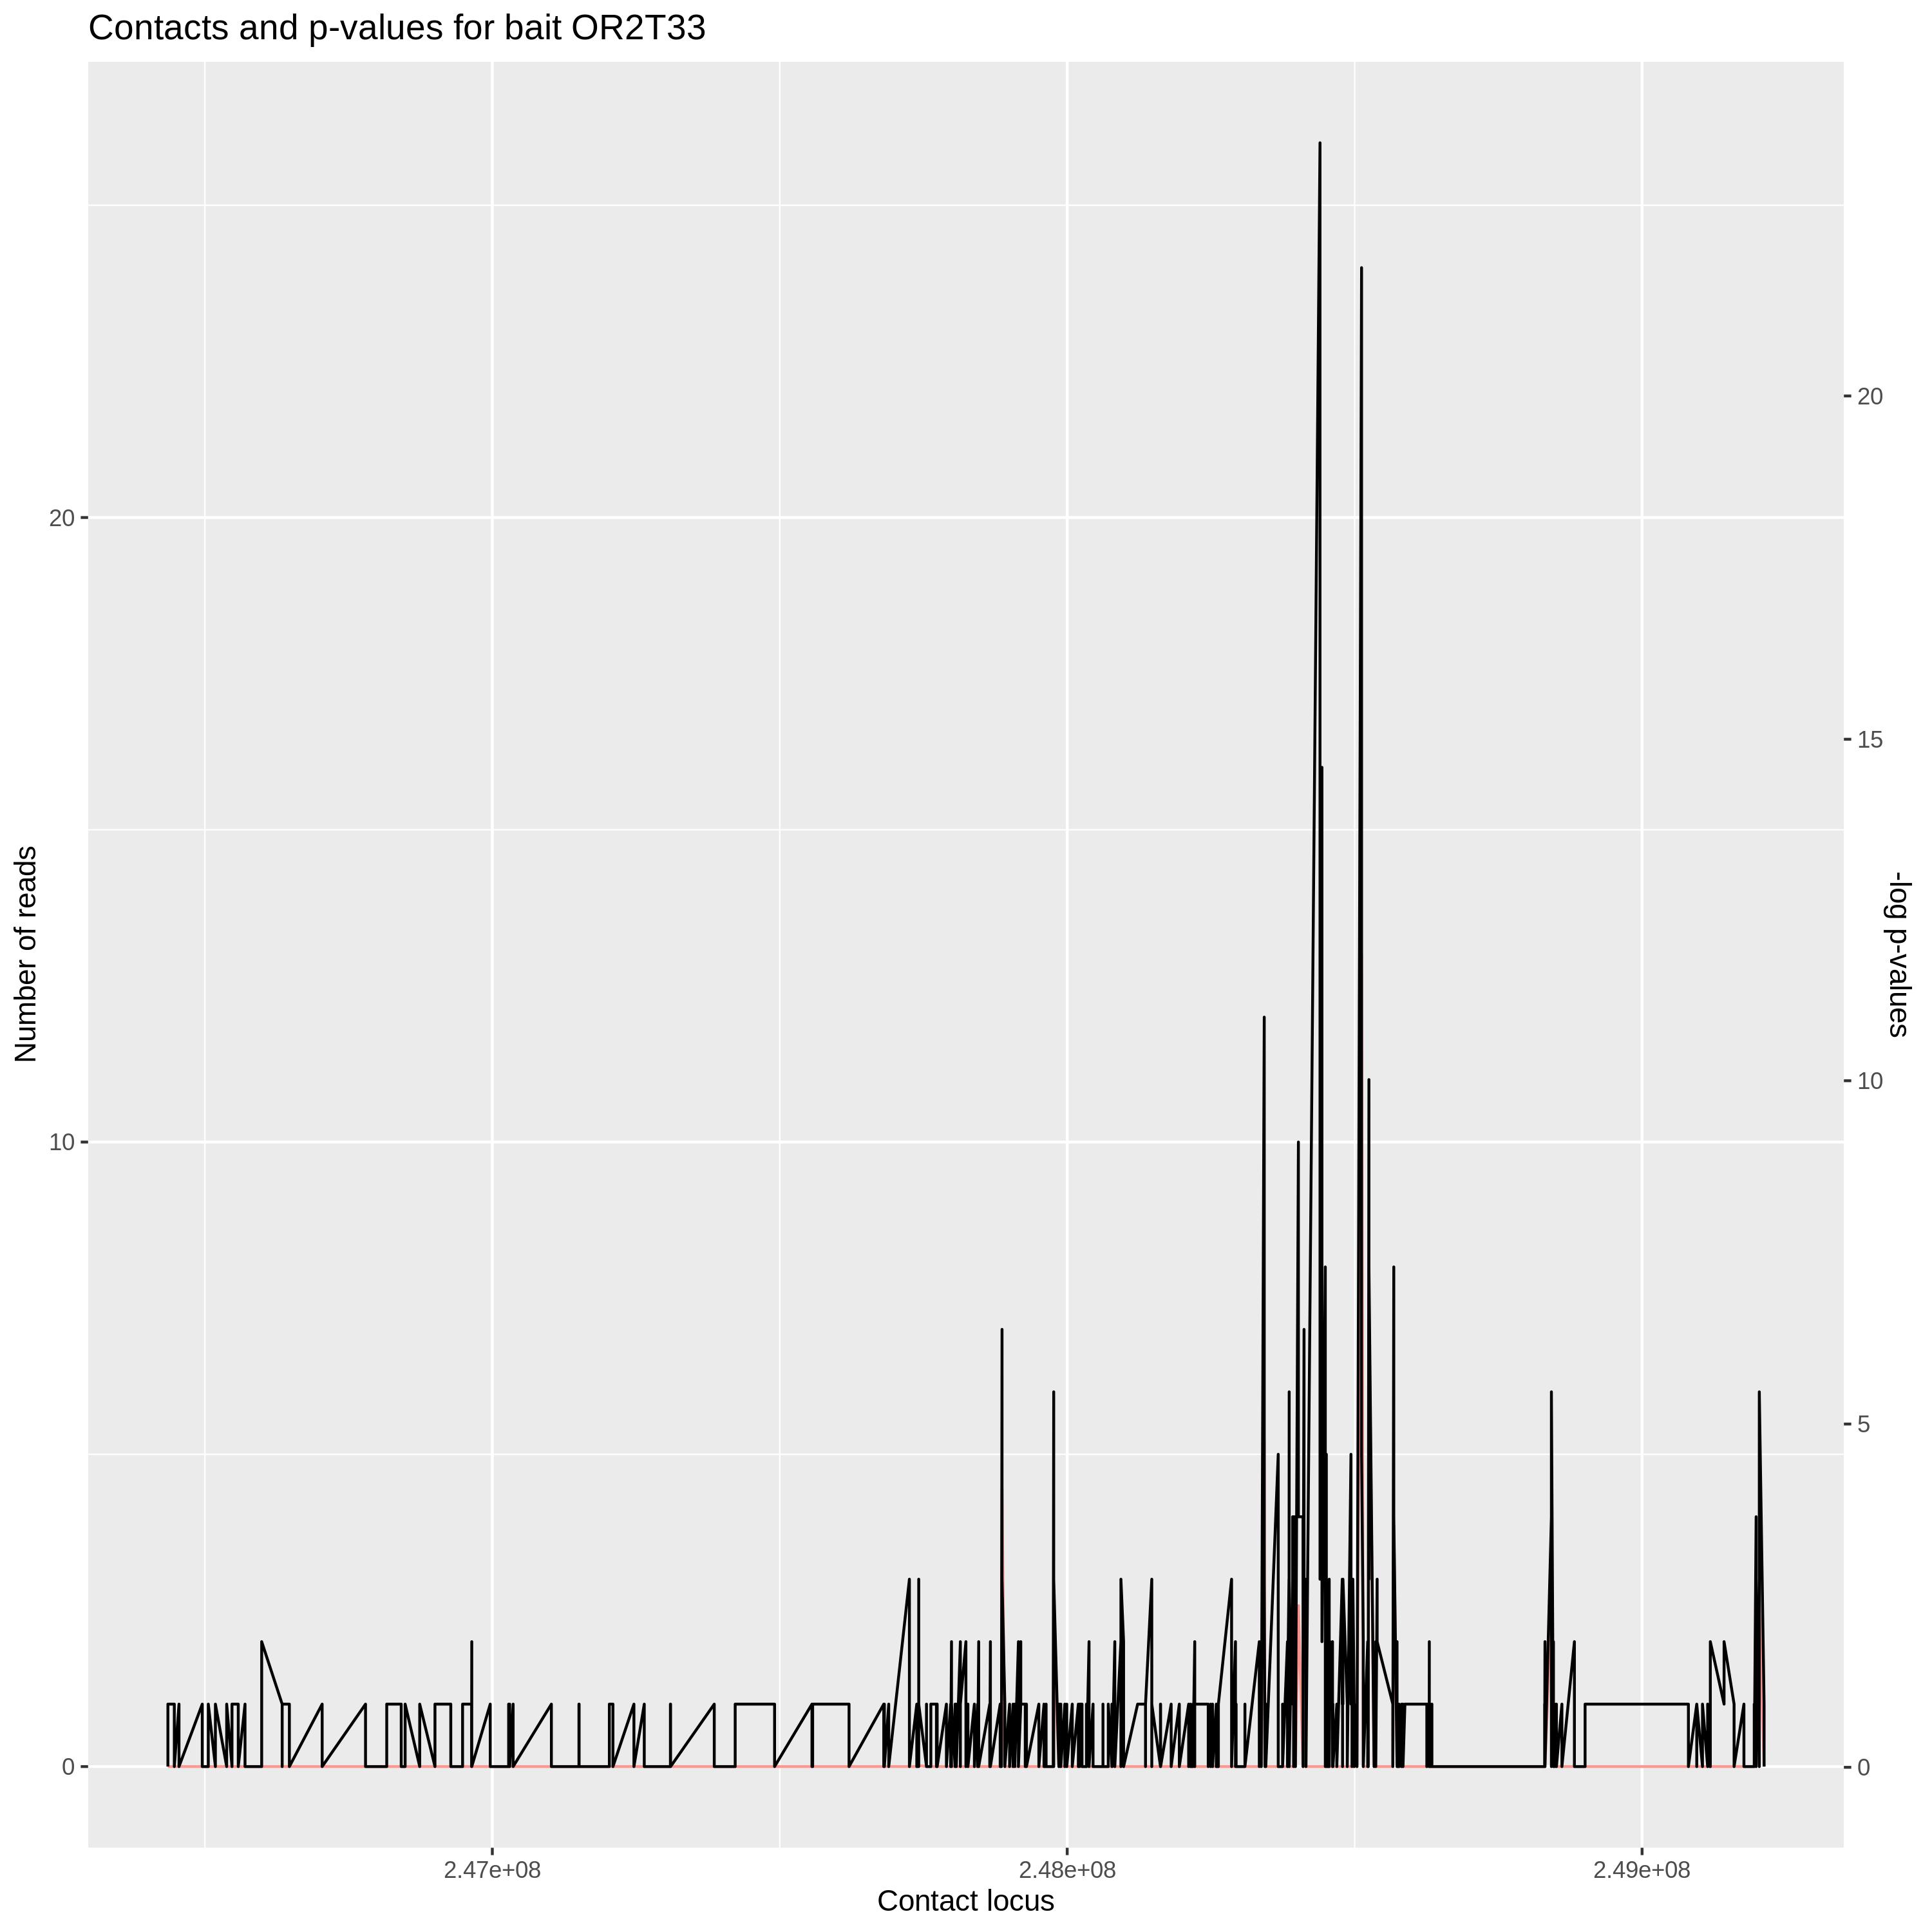 Contacts and p-values for bait OR2T33
20
10
0
Number of reads
20
15
10
5
0
-log p-values
2.47e+08
2.48e+08
2.49e+08
Contact locus